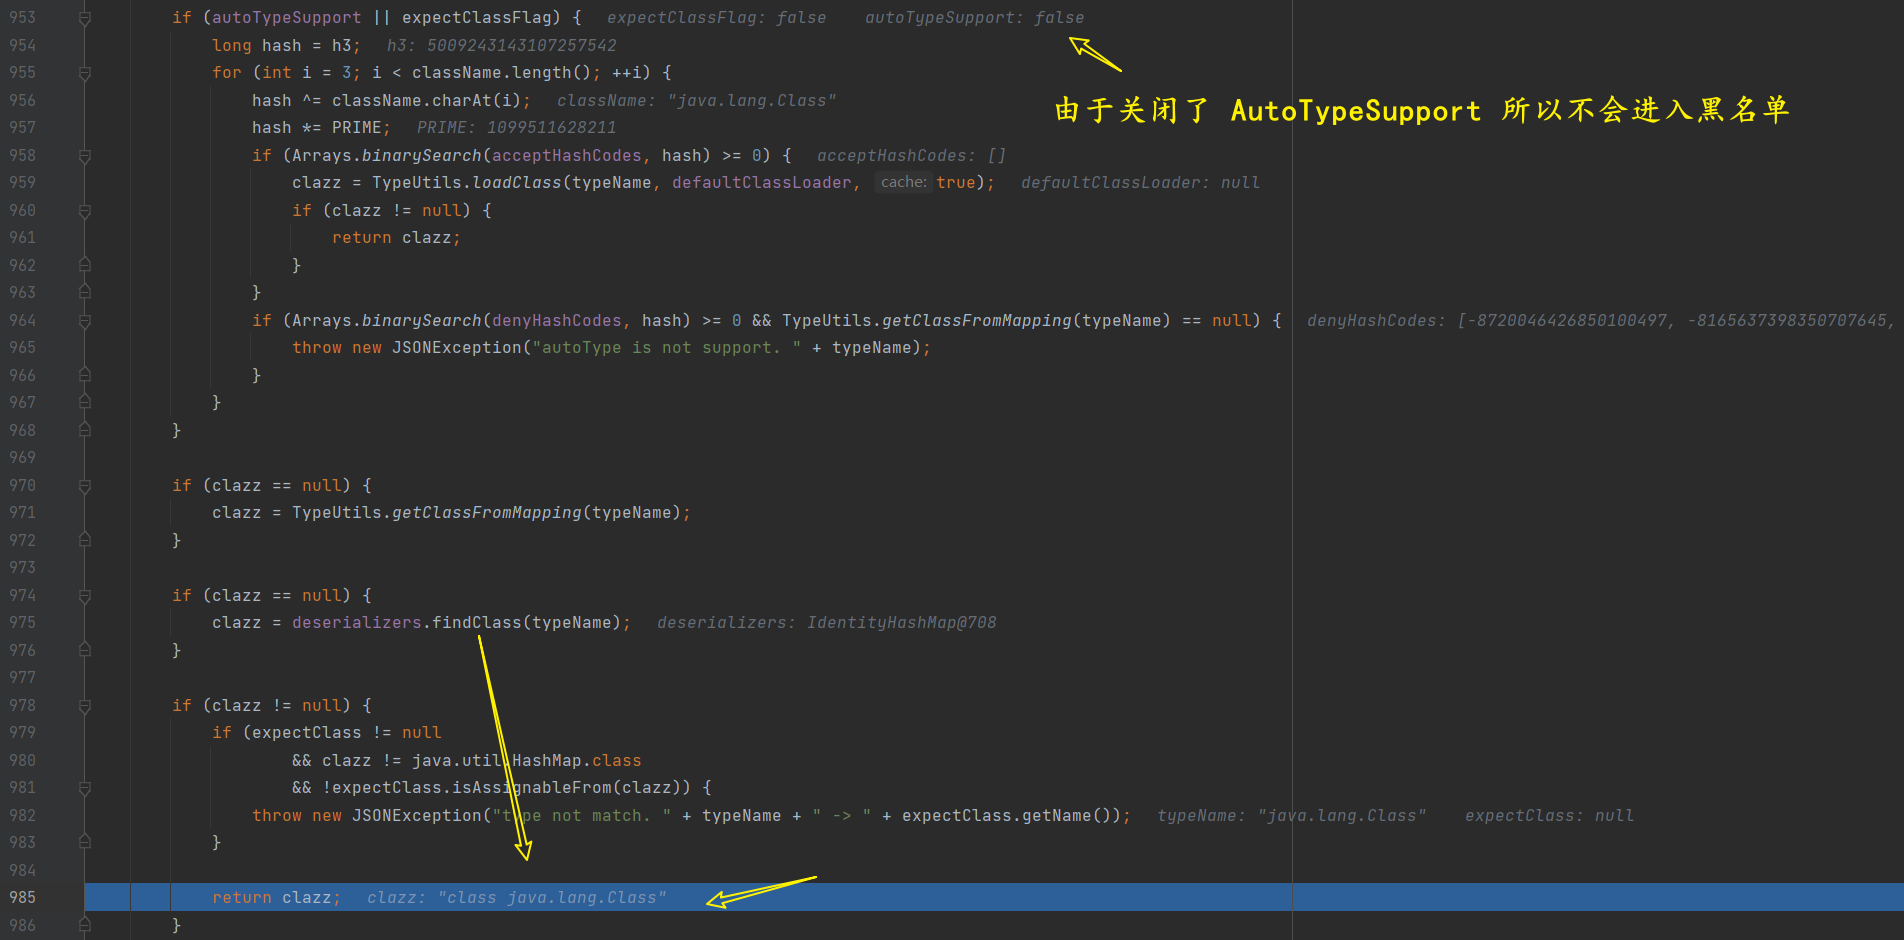 953 if (autoTypeSupport || expectClassFlag) { expectClassFlag: false autoTypeSupport: false
954 long hash = h3; h3: 5009243143107257542
955 for (int i = 3; i < className.length(); ++i) {
956 hash ^= className.charAt(i); className: "java.lang.Class"
由于关闭了 AutoTypeSupport 所以不会进入黑名单
957 hash *= PRIME; PRIME: 1099511628211
958 if (Arrays.binarySearch(acceptHashCodes, hash) >= 0) { acceptHashCodes: []
959 clazz = TypeUtils.loadClass(typeName, defaultClassLoader, cache: true); defaultClassLoader: null
960 if (clazz != null) {
961 return clazz;
962 }
963 }
964 if (Arrays.binarySearch(denyHashCodes, hash) >= 0 && TypeUtils.getClassFromMapping(typeName) == null) { denyHashCodes: [-8720046426850100497, -8165637398350707645,
965 throw new JSONException("autoType is not support. " + typeName);
966 }
967 }
968 }
969
970 if (clazz == null) {
971 clazz = TypeUtils.getClassFromMapping(typeName);
972 }
973
974 if (clazz == null) {
975 clazz = deserializers.findClass(typeName); deserializers: IdentityHashMap@708
976 }
977
978 if (clazz != null) {
979 if (expectClass != null
980 && clazz != java.util.HashMap.class
981 && !expectClass.isAssignableFrom(clazz)) {
982 throw new JSONException("type not match. " + typeName + " -> " + expectClass.getName()); typeName: "java.lang.Class" expectClass: null
983 }
984
985 return clazz; clazz: "class java.lang.Class"
986 }